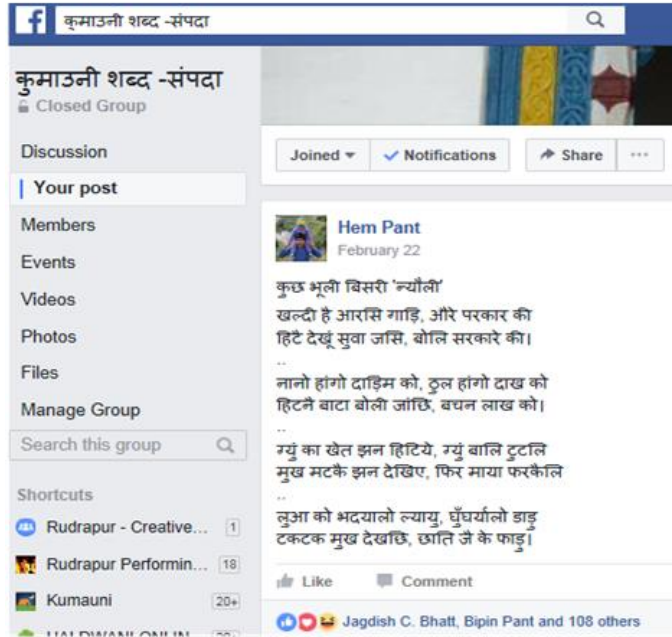 कुमाउनी शब्द -संपदा
कुमाउनी शब्द -संपदा
Closed Group
Discussion
Your post
Members
Events
Videos
Photos
Files
Manage Group
Search this group
Shortcuts
Rudrapur - Creative... 1
Rudrapur Performin... 18
Kumauni 20+
Joined Notifications Share ...
Hem Pant
February 22
कुछ भूली बिसरी 'न्यौली'
खल्दी है आरसि गाड़ि, औरे परकार की
हिटै देखूं सुवा जसि, बोलि सरकारे की।
..
नानो हांगो दाड़िम को, ठुल हांगो दाख को
हिटनै बाटा बोली जांछि, बचन लाख को।
..
ग्युं का खेत झन हिटिये, ग्युं बालि टुटलि
मुख मटकै झन देखिए, फिर माया फरकैलि
..
लुआ को भदयालो ल्यायु, घुँघर्यालो डाडु
टकटक मुख देखछि, छाति जै के फाडु।
Like Comment
Jagdish C. Bhatt, Bipin Pant and 108 others